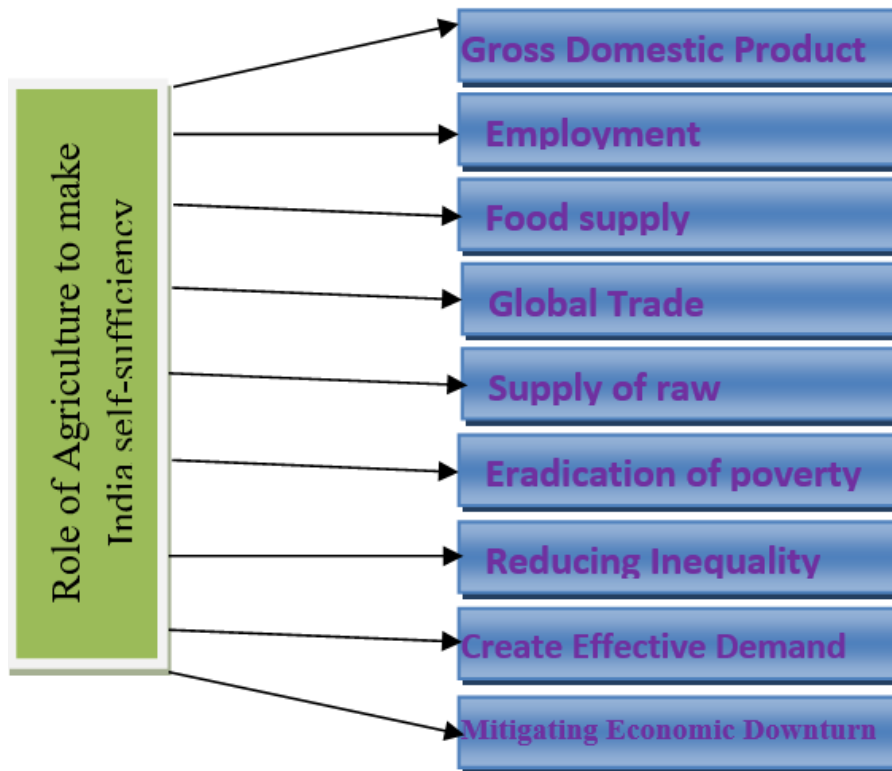 Role of Agriculture to make
India self-sufficiency
Gross Domestic Product
Employment
Food supply
Global Trade
Supply of raw
Eradication of poverty
Reducing Inequality
Create Effective Demand
Mitigating Economic Downturn